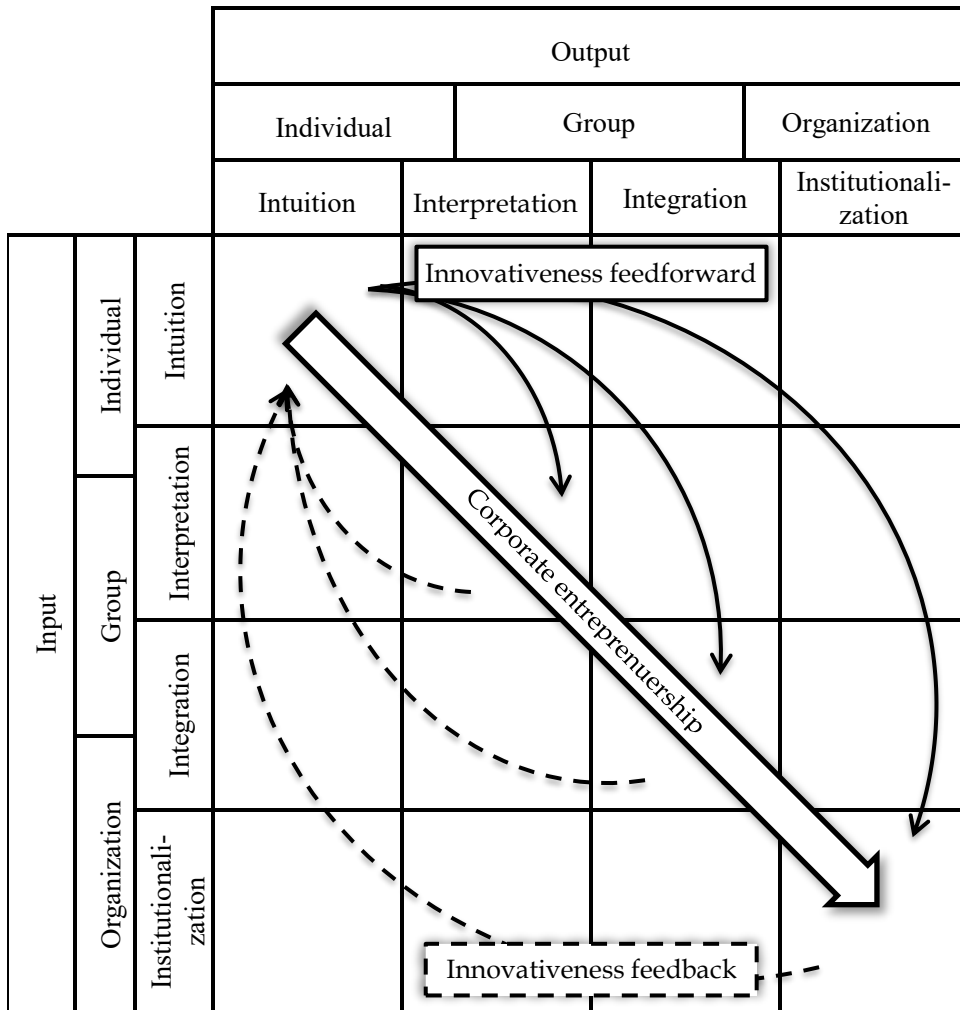 Output
Individual
Group
Organization
Intuition
Interpretation
Integration
Institutionali-
zation
Innovativeness feedforward
Input
Individual
Group
Organization
Intuition
Interpretation
Integration
Institutionali-
zation
Corporate entreprenuership
Innovativeness feedback